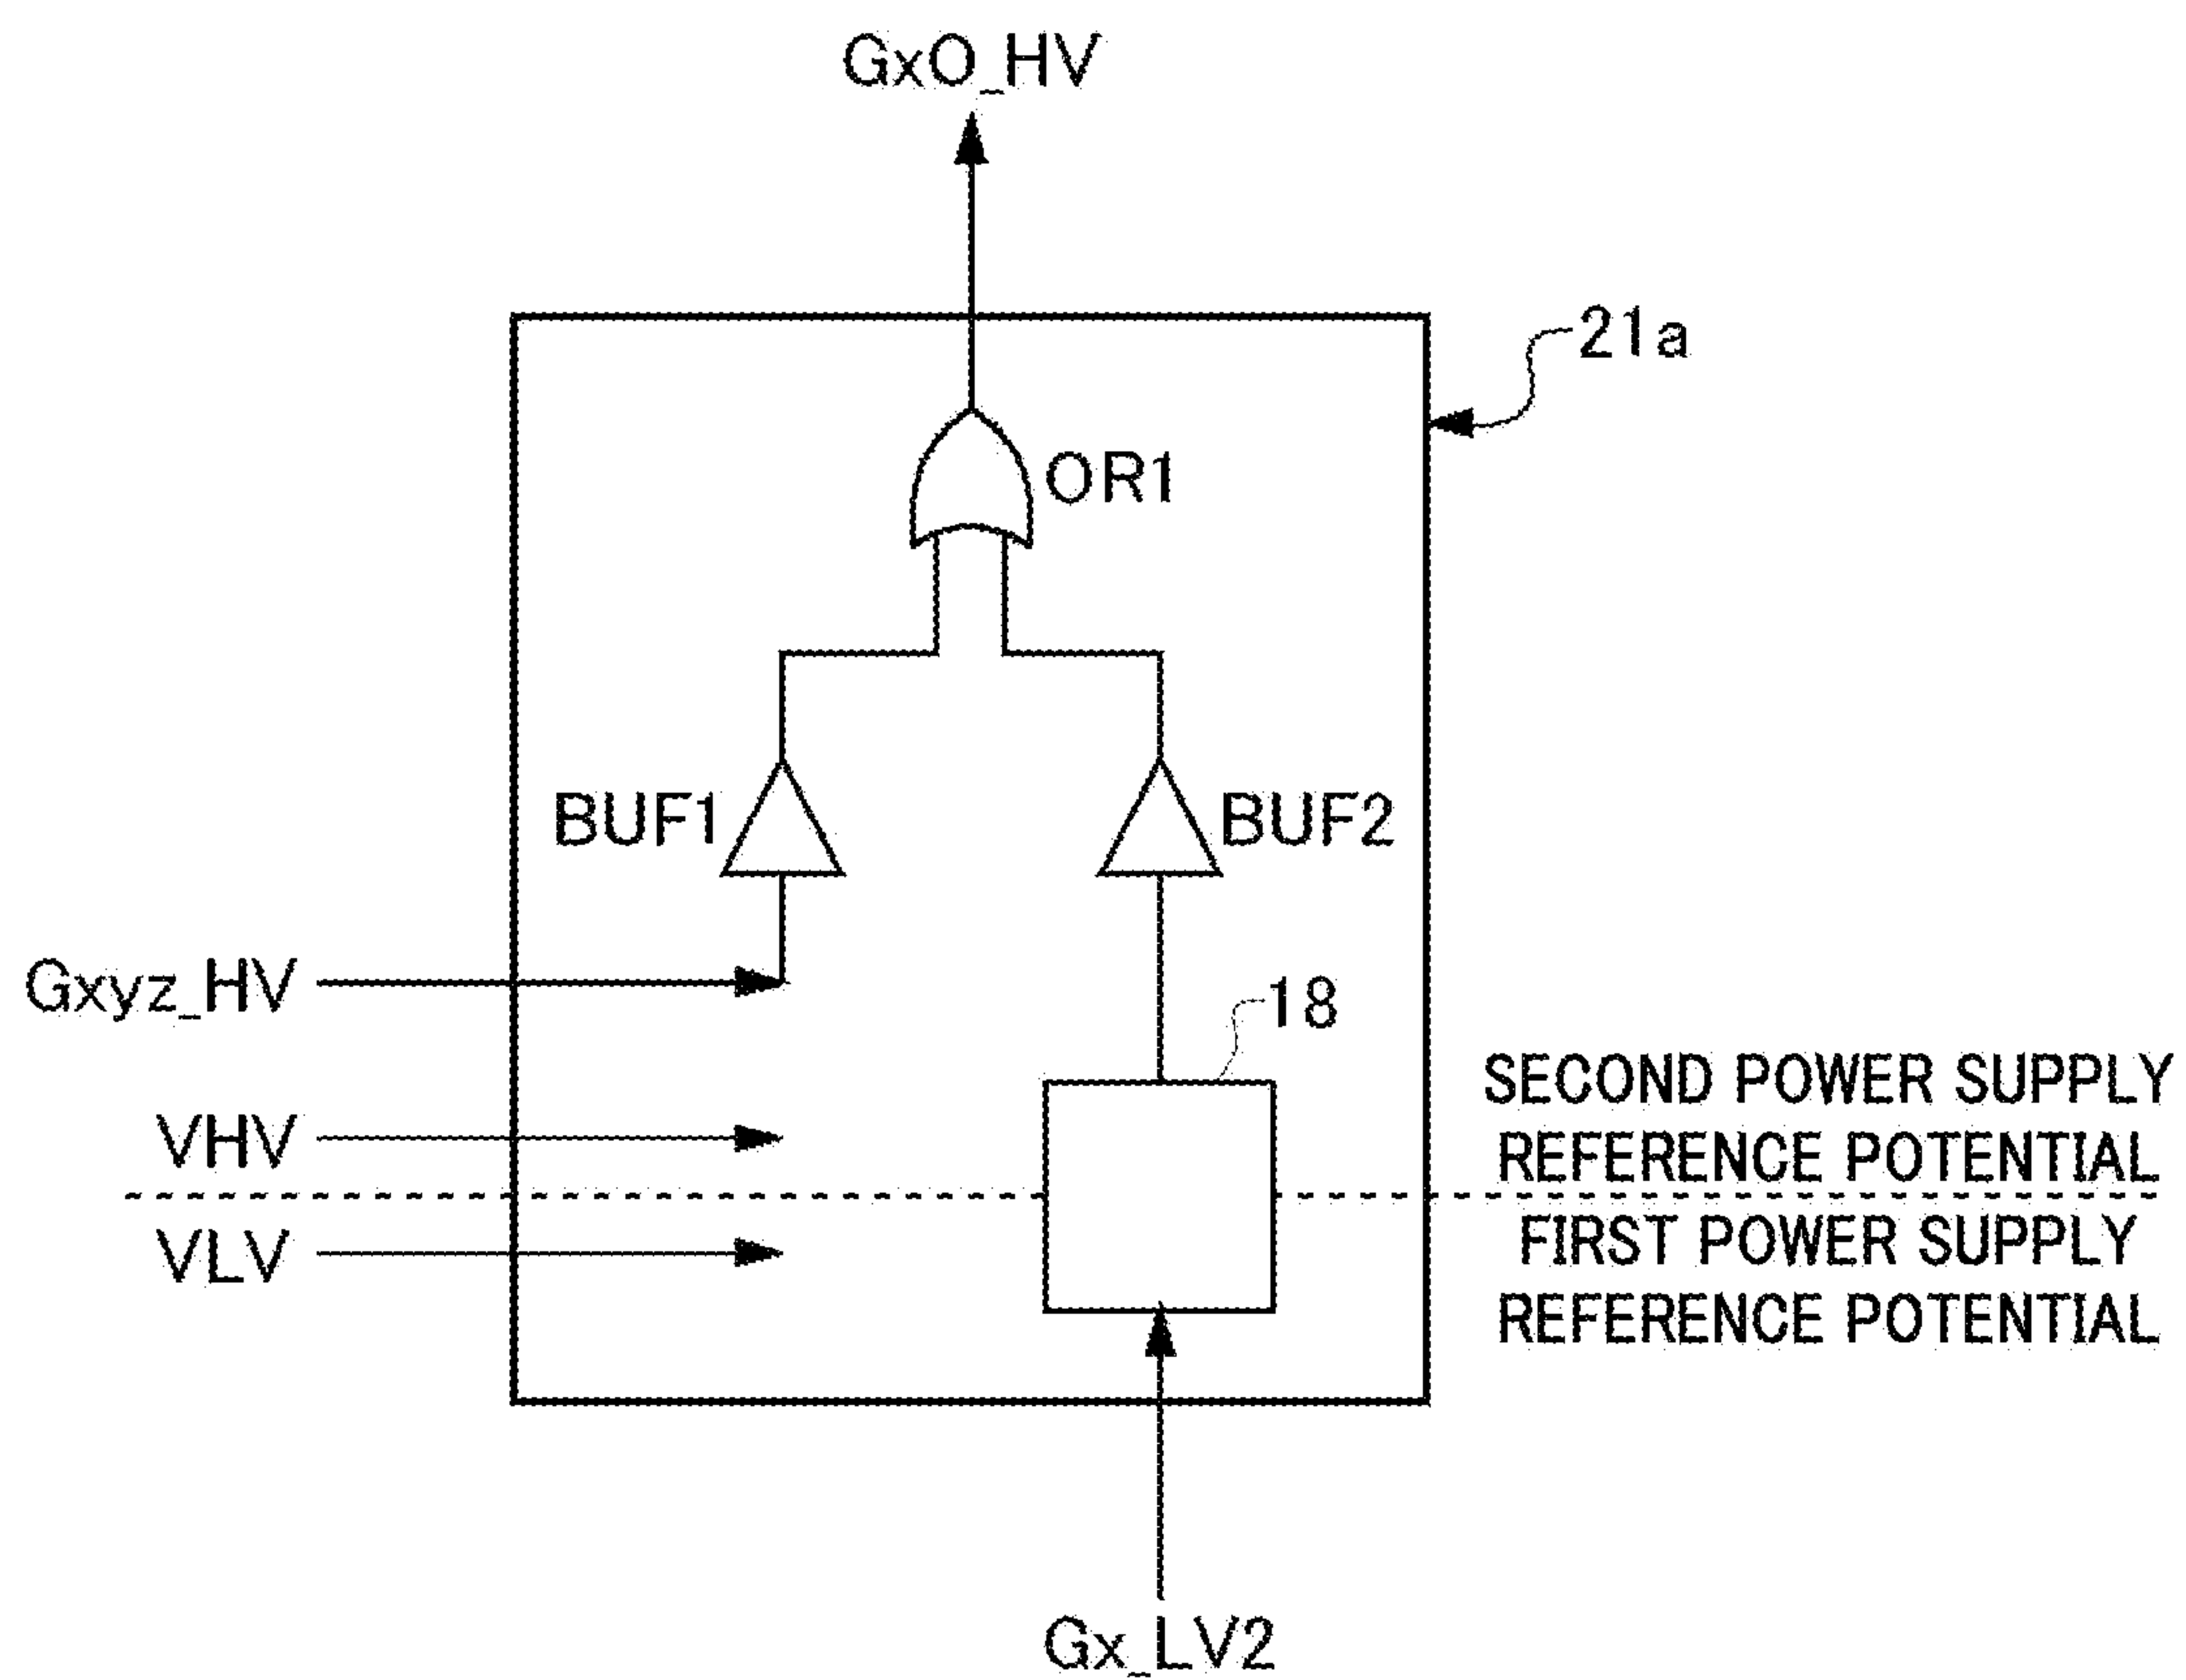 GxO_HV
21a
OR1
BUF1
BUF2
Gxyz_HV
18
VHV
SECOND POWER SUPPLY
REFERENCE POTENTIAL
VLV
FIRST POWER SUPPLY
REFERENCE POTENTIAL
Gx_LV2